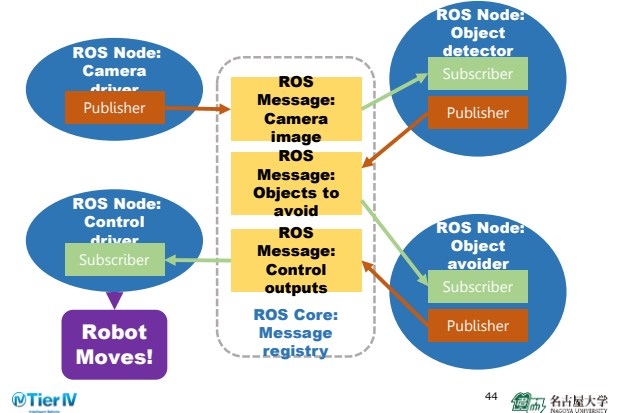 ROS Node:
Camera
driver
Publisher
ROS
Message:
Camera
image
ROS Node:
Object
detector
Subscriber
Publisher
ROS
Message:
Objects to
avoid
ROS Node:
Control
driver
Subscriber
ROS
Message:
Control
outputs
ROS Node:
Object
avoider
Subscriber
Publisher
ROS Core:
Message
registry
Robot
Moves!
Tier IV
44
名古屋大学
NAGOYA UNIVERSITY